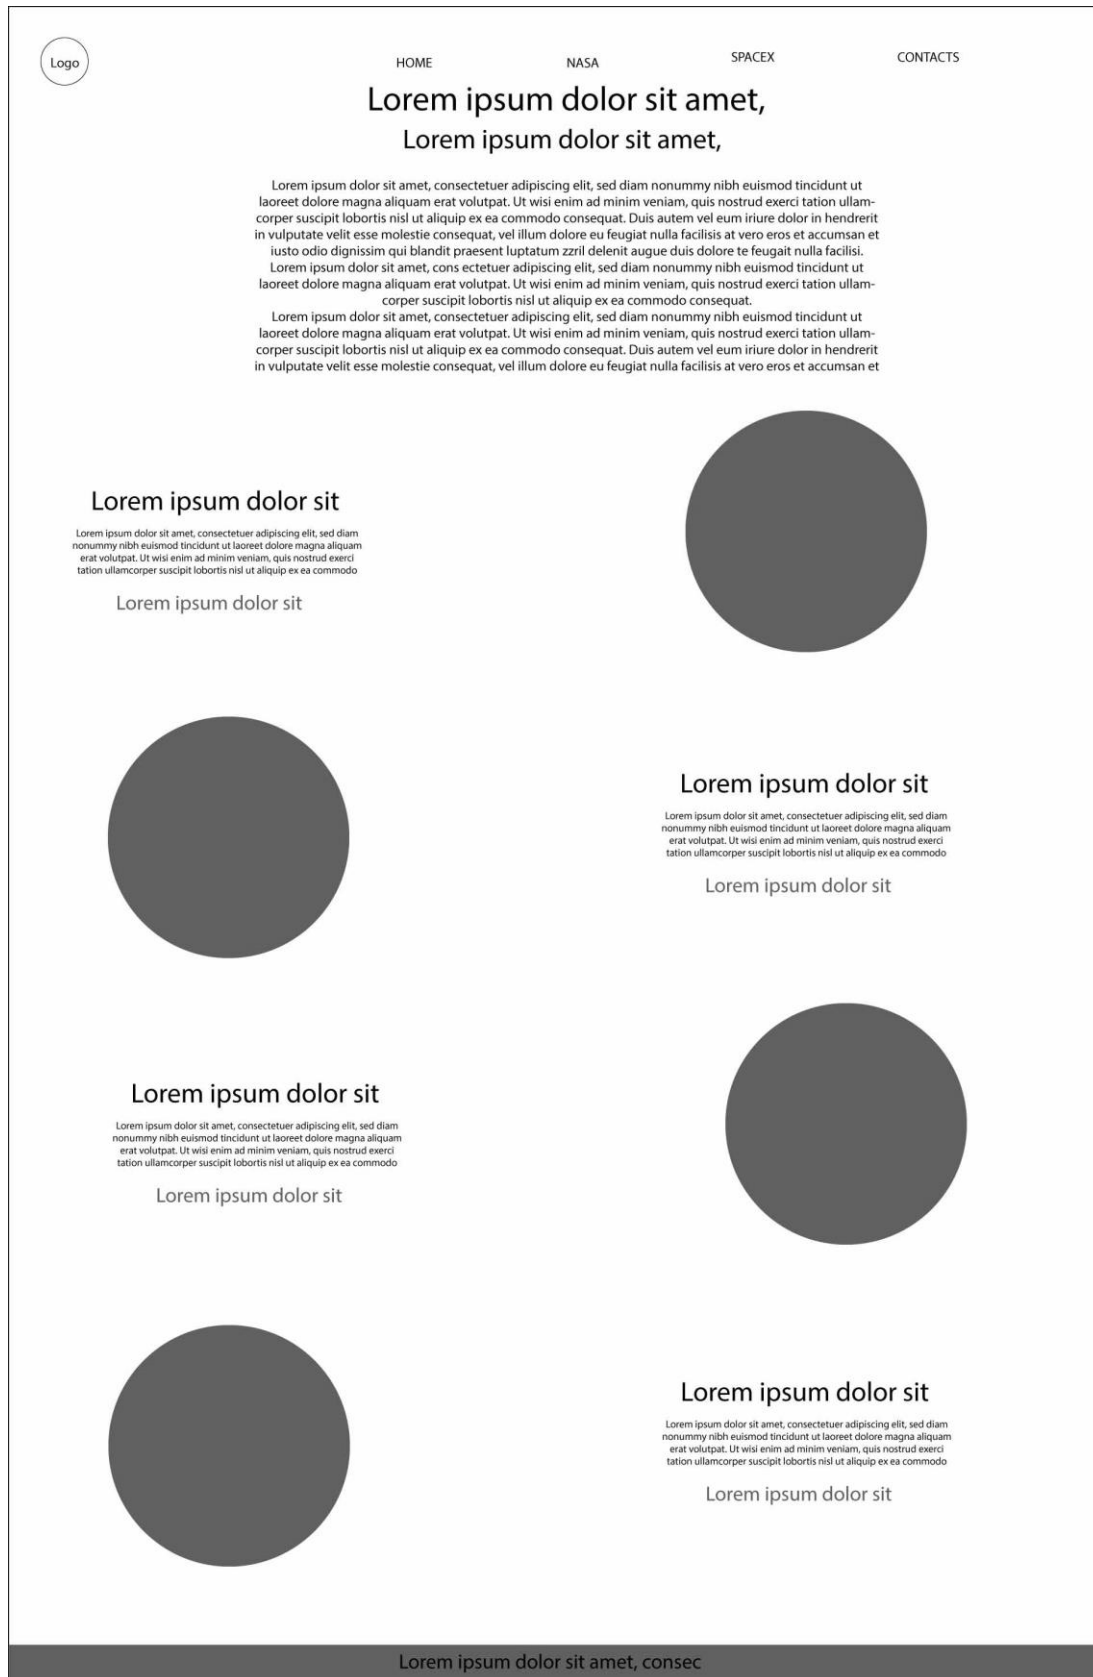 Logo
HOME
NASA
SPACEX
CONTACTS
Lorem ipsum dolor sit amet,
Lorem ipsum dolor sit amet,
Lorem ipsum dolor sit amet, consectetuer adipiscing elit, sed diam nonummy nibh euismod tincidunt ut
laoreet dolore magna aliquam erat volutpat. Ut wisi enim ad minim veniam, quis nostrud exerci tation ullam-
corper suscipit lobortis nisl ut aliquip ex ea commodo consequat. Duis autem vel eum iriure dolor in hendrerit
in vulputate velit esse molestie consequat, vel illum dolore eu feugiat nulla facilisis at vero eros et accumsan et
iusto odio dignissim qui blandit praesent luptatum zzril delenit augue duis dolore te feugait nulla facilisi.
Lorem ipsum dolor sit amet, cons ectetuer adipiscing elit, sed diam nonummy nibh euismod tincidunt ut
laoreet dolore magna aliquam erat volutpat. Ut wisi enim ad minim veniam, quis nostrud exerci tation ullam-
corper suscipit lobortis nisl ut aliquip ex ea commodo consequat.
Lorem ipsum dolor sit amet, consectetuer adipiscing elit, sed diam nonummy nibh euismod tincidunt ut
laoreet dolore magna aliquam erat volutpat. Ut wisi enim ad minim veniam, quis nostrud exerci tation ullam-
corper suscipit lobortis nisl ut aliquip ex ea commodo consequat. Duis autem vel eum iriure dolor in hendrerit
in vulputate velit esse molestie consequat, vel illum dolore eu feugiat nulla facilisis at vero eros et accumsan et
Lorem ipsum dolor sit
Lorem ipsum dolor sit amet, consectetuer adipiscing elit, sed diam
nonummy nibh euismod tincidunt ut laoreet dolore magna aliquam
erat volutpat. Ut wisi enim ad minim veniam, quis nostrud exerci
tation ullamcorper suscipit lobortis nisl ut aliquip ex ea commodo
Lorem ipsum dolor sit
Lorem ipsum dolor sit
Lorem ipsum dolor sit amet, consectetuer adipiscing elit, sed diam
nonummy nibh euismod tincidunt ut laoreet dolore magna aliquam
erat volutpat. Ut wisi enim ad minim veniam, quis nostrud exerci
tation ullamcorper suscipit lobortis nisl ut aliquip ex ea commodo
Lorem ipsum dolor sit
Lorem ipsum dolor sit
Lorem ipsum dolor sit amet, consectetuer adipiscing elit, sed diam
nonummy nibh euismod tincidunt ut laoreet dolore magna aliquam
erat volutpat. Ut wisi enim ad minim veniam, quis nostrud exerci
tation ullamcorper suscipit lobortis nisl ut aliquip ex ea commodo
Lorem ipsum dolor sit
Lorem ipsum dolor sit
Lorem ipsum dolor sit amet, consectetuer adipiscing elit, sed diam
nonummy nibh euismod tincidunt ut laoreet dolore magna aliquam
erat volutpat. Ut wisi enim ad minim veniam, quis nostrud exerci
tation ullamcorper suscipit lobortis nisl ut aliquip ex ea commodo
Lorem ipsum dolor sit
Lorem ipsum dolor sit amet, consec